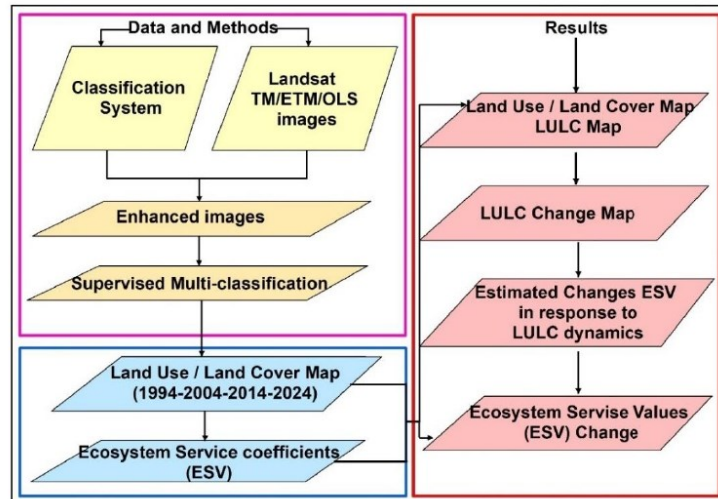 Data and Methods
Classification
System
Landsat
TM/ETM/OLS
images
Enhanced images
Supervised Multi-classification
Land Use / Land Cover Map
(1994-2004-2014-2024)
Ecosystem Service coefficients
(ESV)
Results
Land Use / Land Cover Map
LULC Map
LULC Change Map
Estimated Changes ESV
in response to
LULC dynamics
Ecosystem Servise Values
(ESV) Change